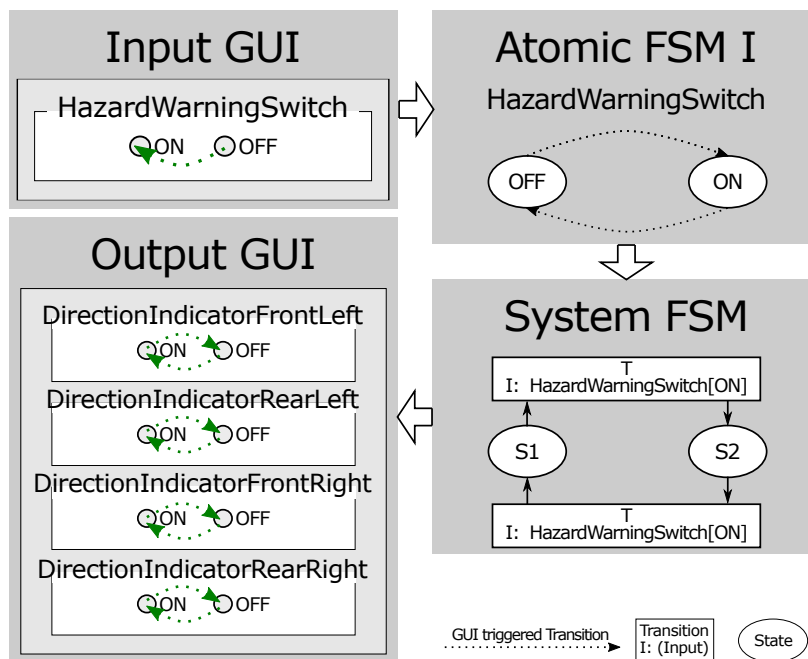 Input GUI
HazardWarningSwitch
ON OFF
Atomic FSM I
HazardWarningSwitch
OFF ON
Output GUI
DirectionIndicatorFrontLeft
ON OFF
DirectionIndicatorRearLeft
ON OFF
DirectionIndicatorFrontRight
ON OFF
DirectionIndicatorRearRight
ON OFF
System FSM
T
I: HazardWarningSwitch[ON]
S1 S2
T
I: HazardWarningSwitch[ON]
GUI triggered Transition
Transition
I: (Input)
State